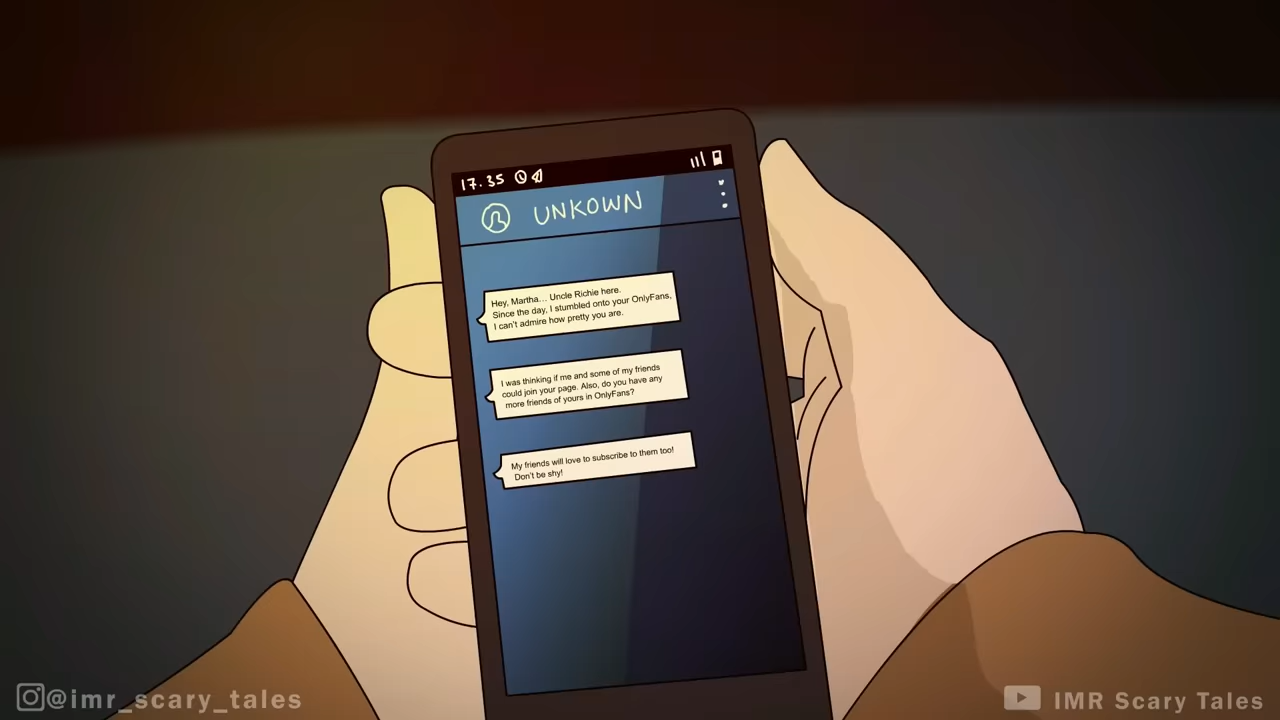 17.35
UNKOWN
Hey, Martha... Uncle Richie here.
Since the day, I stumbled onto your OnlyFans,
I can't admire how pretty you are.
I was thinking if me and some of my friends
could join your page. Also, do you have any
more friends of yours in OnlyFans?
My friends will love to subscribe to them too!
Don't be shy!
@imr_scary_tales
IMR Scary Tales